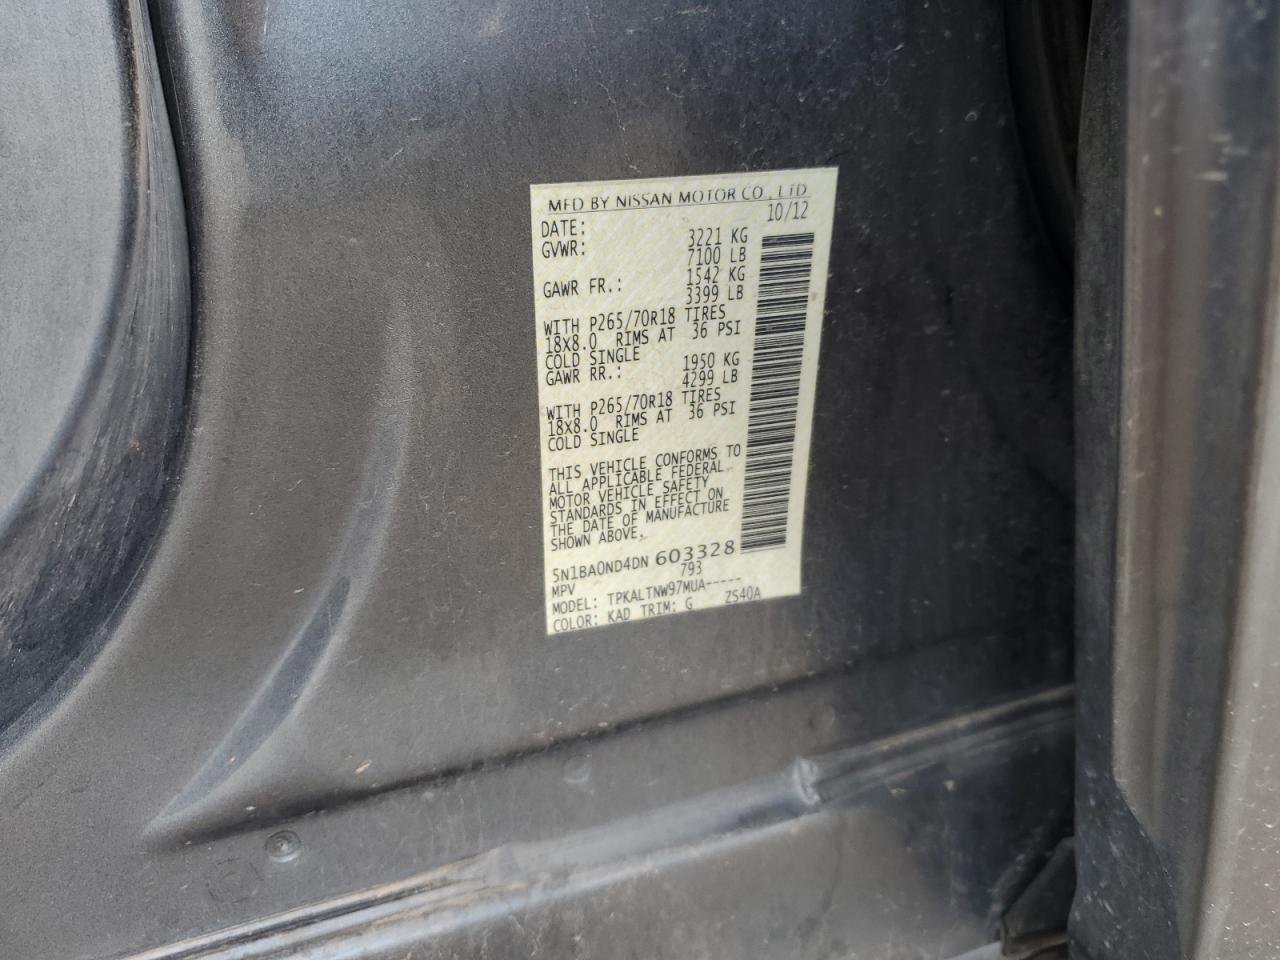 MFD BY NISSAN MOTOR CO., LTD.
DATE: 10/12
GVWR: 3221 KG
7100 LB
GAWR FR.: 1542 KG
3399 LB
WITH P265/70R18 TIRES
18X8.0 RIMS AT 36 PSI
COLD SINGLE
GAWR RR.: 1950 KG
4299 LB
WITH P265/70R18 TIRES
18X8.0 RIMS AT 36 PSI
COLD SINGLE
THIS VEHICLE CONFORMS TO
ALL APPLICABLE FEDERAL
MOTOR VEHICLE SAFETY
STANDARDS IN EFFECT ON
THE DATE OF MANUFACTURE
SHOWN ABOVE.
5N1BA0ND4DN 603328
MPV 793
MODEL: TPKALTNW97MUA-----
COLOR: KAD TRIM: G ZS40A